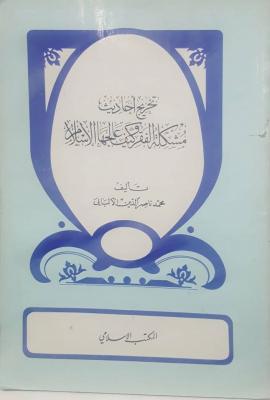 تخريج أحاديث
مشكلة الفقر وكيف عالجها الإسلام
تأليف
محمد ناصر الدين الألباني
المكتب الإسلامي